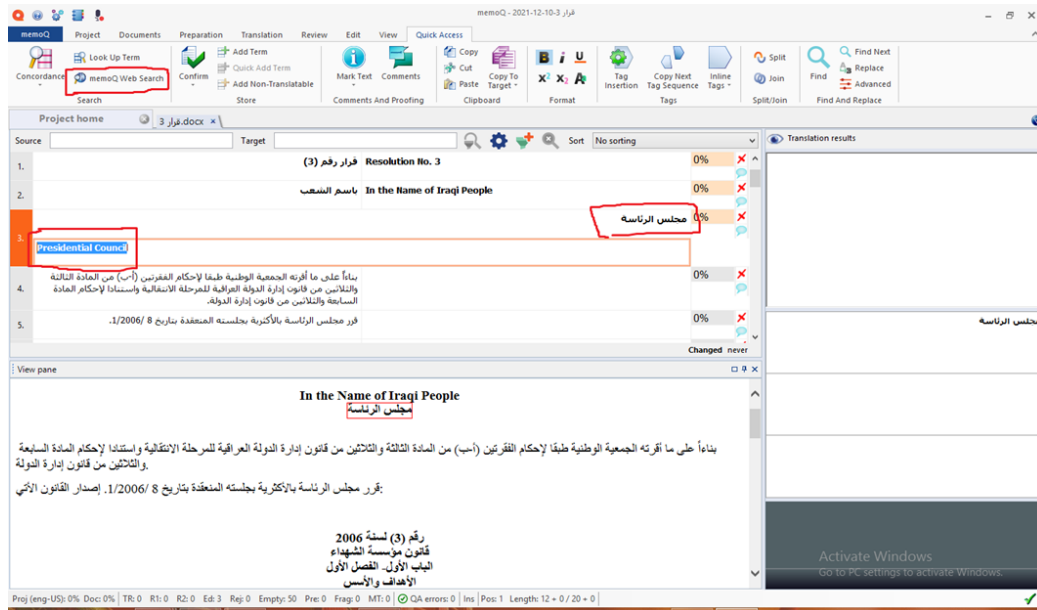 memoQ - 2021-12-10-3 قرار
memoQ Project Documents Preparation Translation Review Edit View Quick Access
Concordance
Look Up Term
memoQ Web Search
Search
Confirm
Add Term
Quick Add Term
Add Non-Translatable
Store
Mark Text
Comments
Comments And Proofing
Copy
Cut
Paste
Copy To Target
Clipboard
B i U
X² X₂ A
Format
Tag Insertion
Copy Next Tag Sequence
Inline Tags
Tags
Split
Join
Split/Join
Find
Find Next
Replace
Advanced
Find And Replace
Project home
قرار 3.docx
Source Target Sort No sorting
Translation results
1. قرار رقم (3) Resolution No. 3 0%
2. باسم الشعب In the Name of Iraqi People 0%
3. مجلس الرئاسة 0%
Presidential Council
4. بناءاً على ما أقرته الجمعية الوطنية طبقا لإحكام الفقرتين (أ-ب) من المادة الثالثة 0%
والثلاثين من قانون إدارة الدولة العراقية للمرحلة الانتقالية واستنادا لإحكام المادة
السابعة والثلاثين من قانون إدارة الدولة.
5. قرر مجلس الرئاسة بالأكثرية بجلسته المنعقدة بتاريخ 8 /1/2006. 0%
Changed never
مجلس الرئاسة
View pane
In the Name of Iraqi People
مجلس الرئاسة
بناءاً على ما أقرته الجمعية الوطنية طبقا لإحكام الفقرتين (أ-ب) من المادة الثالثة والثلاثين من قانون إدارة الدولة العراقية للمرحلة الانتقالية واستنادا لإحكام المادة السابعة
والثلاثين من قانون إدارة الدولة.
قرر مجلس الرئاسة بالأكثرية بجلسته المنعقدة بتاريخ 8 /1/2006. إصدار القانون الأتي:
رقم (3) لسنة 2006
قانون مؤسسة الشهداء
الباب الأول- الفصل الأول
الأهداف والأسس
Activate Windows
Go to PC settings to activate Windows.
Proj (eng-US): 0% Doc: 0% TR: 0 R1: 0 R2: 0 Ed: 3 Rej: 0 Empty: 50 Pre: 0 Frag: 0 MT: 0 QA errors: 0 Ins Pos: 1 Length: 12 + 0 / 20 + 0